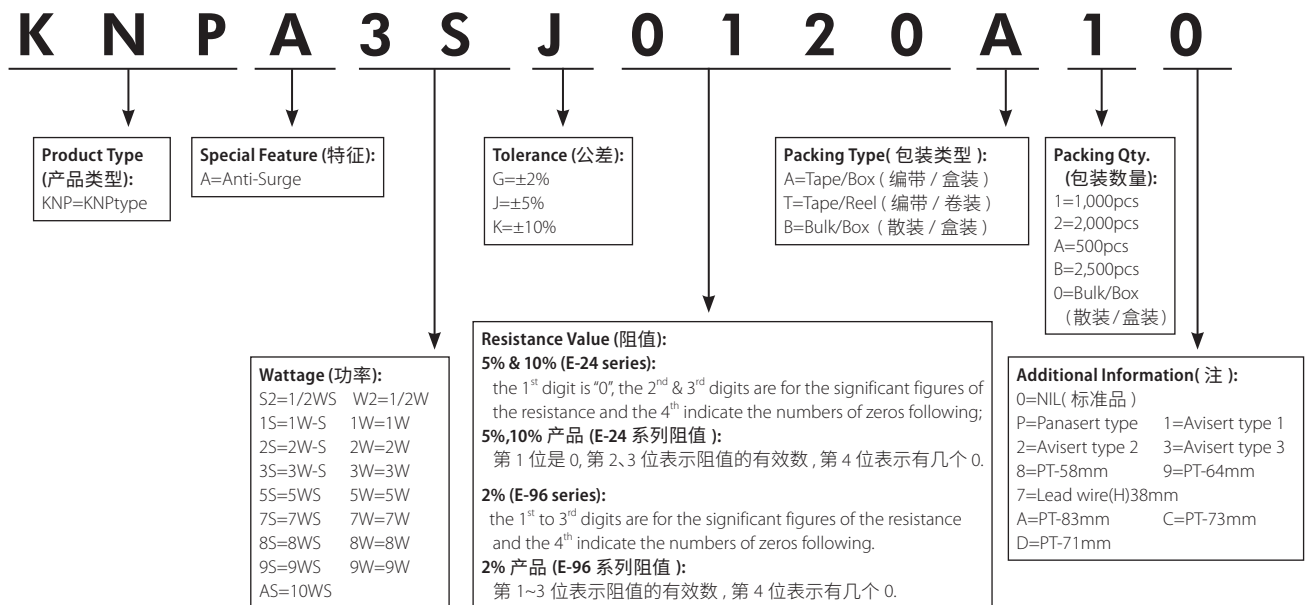 K N P A 3 S J 0 1 2 0 A 1 0
Product Type
(产品类型):
KNP=KNPtype
Special Feature (特征):
A=Anti-Surge
Tolerance (公差):
G=±2%
J=±5%
K=±10%
Packing Type( 包装类型 ):
A=Tape/Box ( 编带 / 盒装 )
T=Tape/Reel ( 编带 / 卷装 )
B=Bulk/Box ( 散装 / 盒装 )
Packing Qty.
(包装数量):
1=1,000pcs
2=2,000pcs
A=500pcs
B=2,500pcs
0=Bulk/Box
(散装/盒装)
Wattage (功率):
S2=1/2WS W2=1/2W
1S=1W-S 1W=1W
2S=2W-S 2W=2W
3S=3W-S 3W=3W
5S=5WS 5W=5W
7S=7WS 7W=7W
8S=8WS 8W=8W
9S=9WS 9W=9W
AS=10WS
Resistance Value (阻值):
5% & 10% (E-24 series):
the 1st digit is "0", the 2nd & 3rd digits are for the significant figures of
the resistance and the 4th indicate the numbers of zeros following;
5%,10% 产品 (E-24 系列阻值 ):
第 1 位是 0, 第 2、3 位表示阻值的有效数 , 第 4 位表示有几个 0.
2% (E-96 series):
the 1st to 3rd digits are for the significant figures of the resistance
and the 4th indicate the numbers of zeros following.
2% 产品 (E-96 系列阻值 ):
第 1~3 位表示阻值的有效数 , 第 4 位表示有几个 0.
Additional Information( 注 ):
0=NIL( 标准品 )
P=Panasert type 1=Avisert type 1
2=Avisert type 2 3=Avisert type 3
8=PT-58mm 9=PT-64mm
7=Lead wire(H)38mm
A=PT-83mm C=PT-73mm
D=PT-71mm